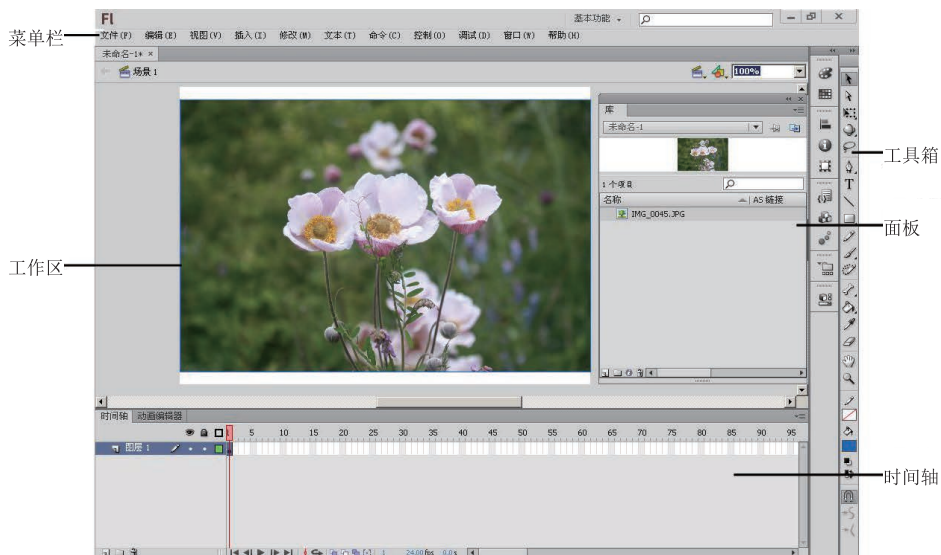 Fl
基本功能
菜单栏
文件(F) 编辑(E) 视图(V) 插入(I) 修改(M) 文本(T) 命令(C) 控制(O) 调试(D) 窗口(W) 帮助(H)
未命名-1* ×
场景 1
100%
库
未命名-1
工具箱
1 个项目
名称 AS 链接
IMG_0045.JPG
面板
工作区
时间轴 动画编辑器
1 5 10 15 20 25 30 35 40 45 50 55 60 65 70 75 80 85 90 95
图层 1
时间轴
1 24.00 fps 0.0 s